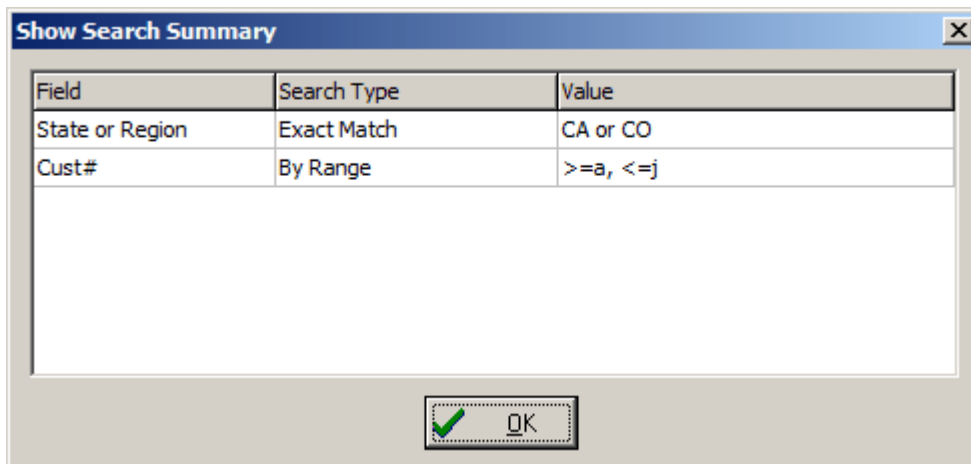 Show Search Summary
Field Search Type Value
State or Region Exact Match CA or CO
Cust# By Range >=a, <=j
OK